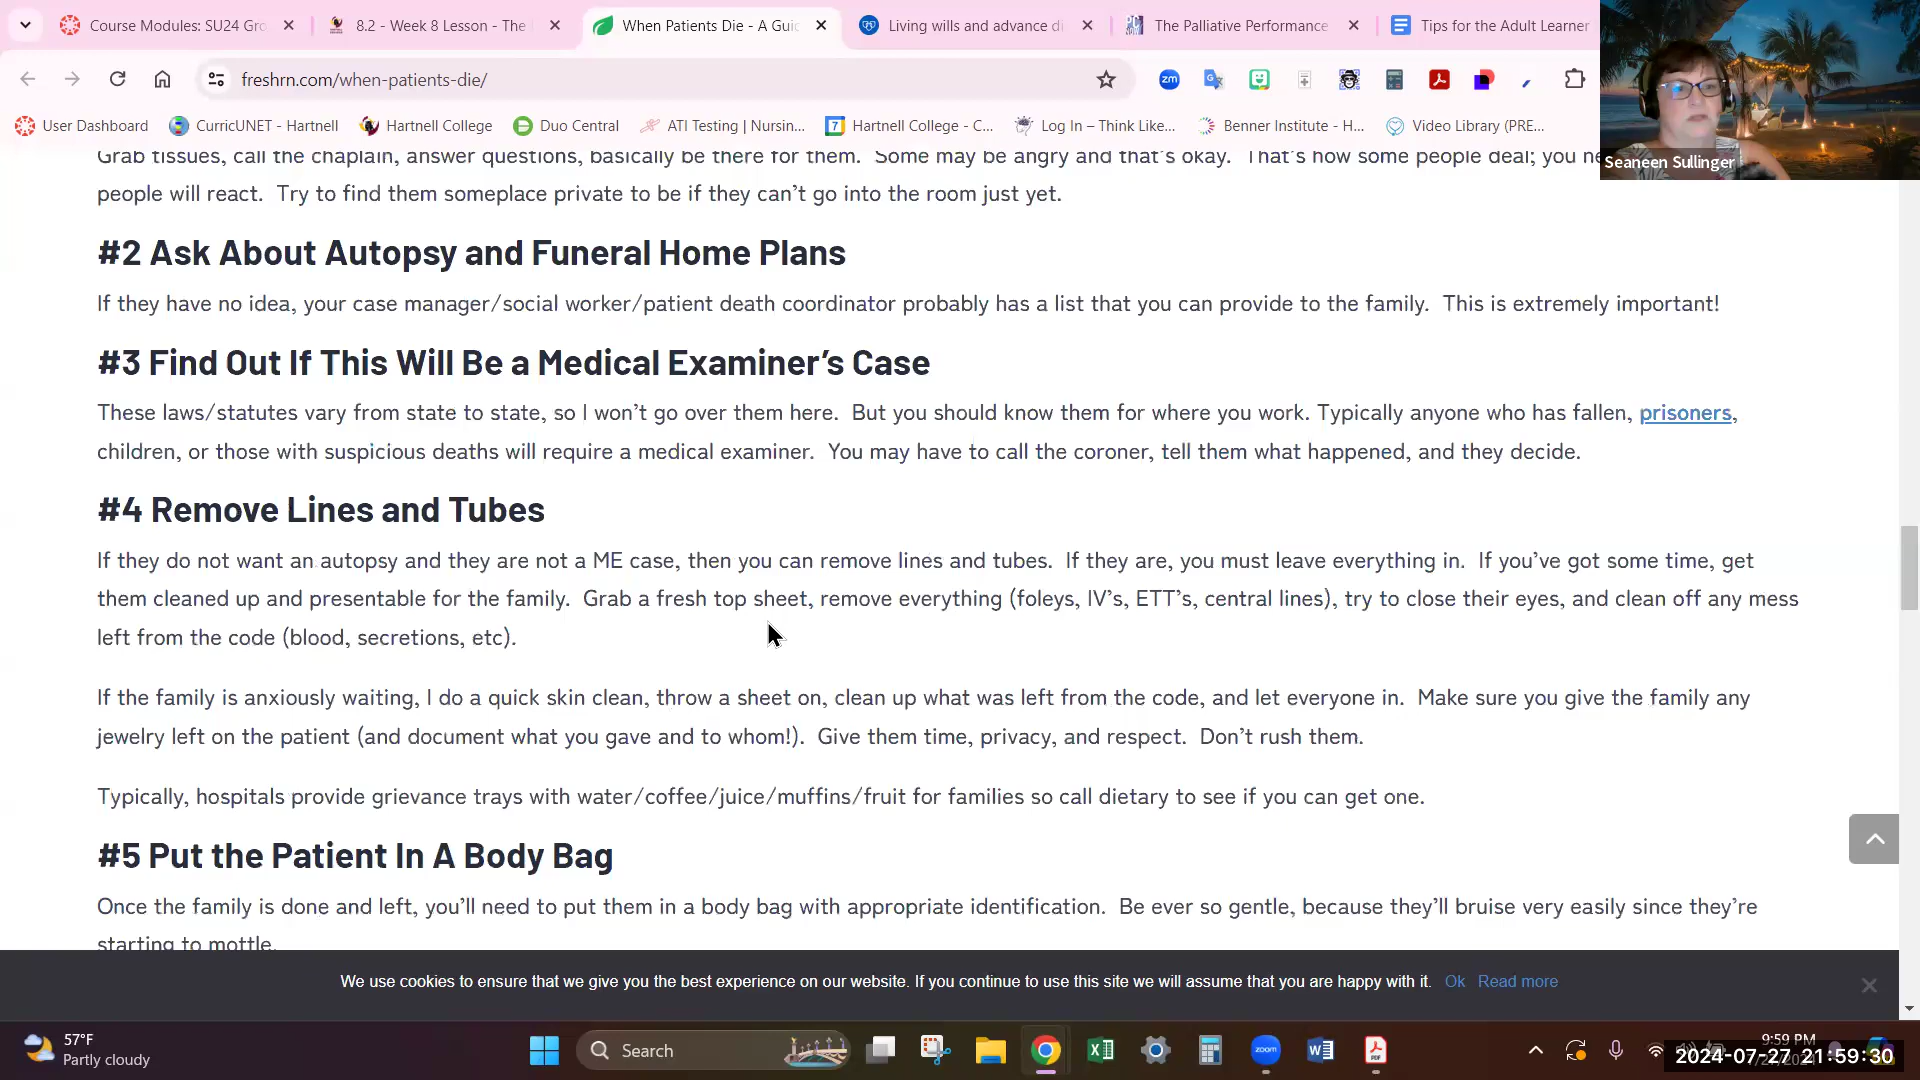 Course Modules: SU24 Gro
8.2 - Week 8 Lesson - The
When Patients Die - A Gui
Living wills and advance di
The Palliative Performance
Tips for the Adult Learner
freshrn.com/when-patients-die/
zm
User Dashboard
CurricUNET - Hartnell
Hartnell College
Duo Central
ATI Testing | Nursin...
7
Hartnell College - C...
Log In – Think Like...
Benner Institute - H...
Video Library (PRE...
Seaneen Sullinger
Grab tissues, call the chaplain, answer questions, basically be there for them. Some may be angry and that's okay. That's how some people deal; you ne
people will react. Try to find them someplace private to be if they can't go into the room just yet.
#2 Ask About Autopsy and Funeral Home Plans
If they have no idea, your case manager/social worker/patient death coordinator probably has a list that you can provide to the family. This is extremely important!
#3 Find Out If This Will Be a Medical Examiner's Case
These laws/statutes vary from state to state, so I won't go over them here. But you should know them for where you work. Typically anyone who has fallen, prisoners,
children, or those with suspicious deaths will require a medical examiner. You may have to call the coroner, tell them what happened, and they decide.
#4 Remove Lines and Tubes
If they do not want an autopsy and they are not a ME case, then you can remove lines and tubes. If they are, you must leave everything in. If you've got some time, get
them cleaned up and presentable for the family. Grab a fresh top sheet, remove everything (foleys, IV's, ETT's, central lines), try to close their eyes, and clean off any mess
left from the code (blood, secretions, etc).
If the family is anxiously waiting, I do a quick skin clean, throw a sheet on, clean up what was left from the code, and let everyone in. Make sure you give the family any
jewelry left on the patient (and document what you gave and to whom!). Give them time, privacy, and respect. Don't rush them.
Typically, hospitals provide grievance trays with water/coffee/juice/muffins/fruit for families so call dietary to see if you can get one.
#5 Put the Patient In A Body Bag
Once the family is done and left, you'll need to put them in a body bag with appropriate identification. Be ever so gentle, because they'll bruise very easily since they're
starting to mottle.
We use cookies to ensure that we give you the best experience on our website. If you continue to use this site we will assume that you are happy with it. Ok Read more
57°F
Partly cloudy
Search
zoom
9:59 PM
2024-07-27 21:59:30